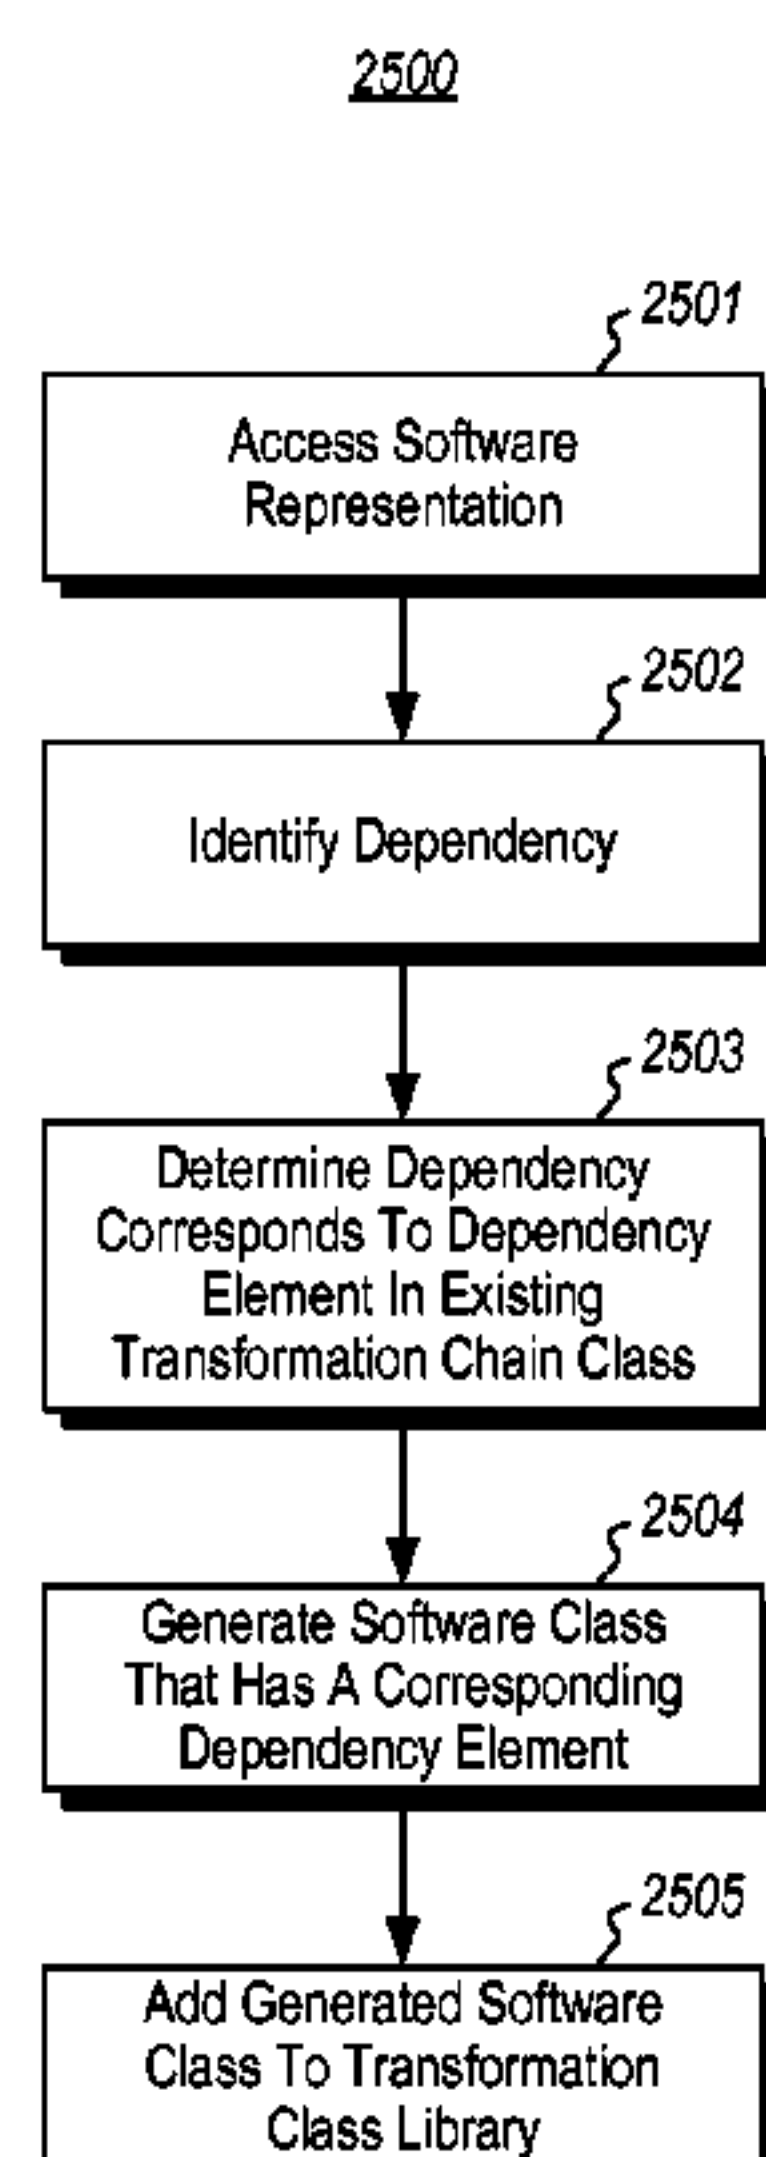 2500
2501
Access Software
Representation
2502
Identify Dependency
2503
Determine Dependency
Corresponds To Dependency
Element In Existing
Transformation Chain Class
2504
Generate Software Class
That Has A Corresponding
Dependency Element
2505
Add Generated Software
Class To Transformation
Class Library